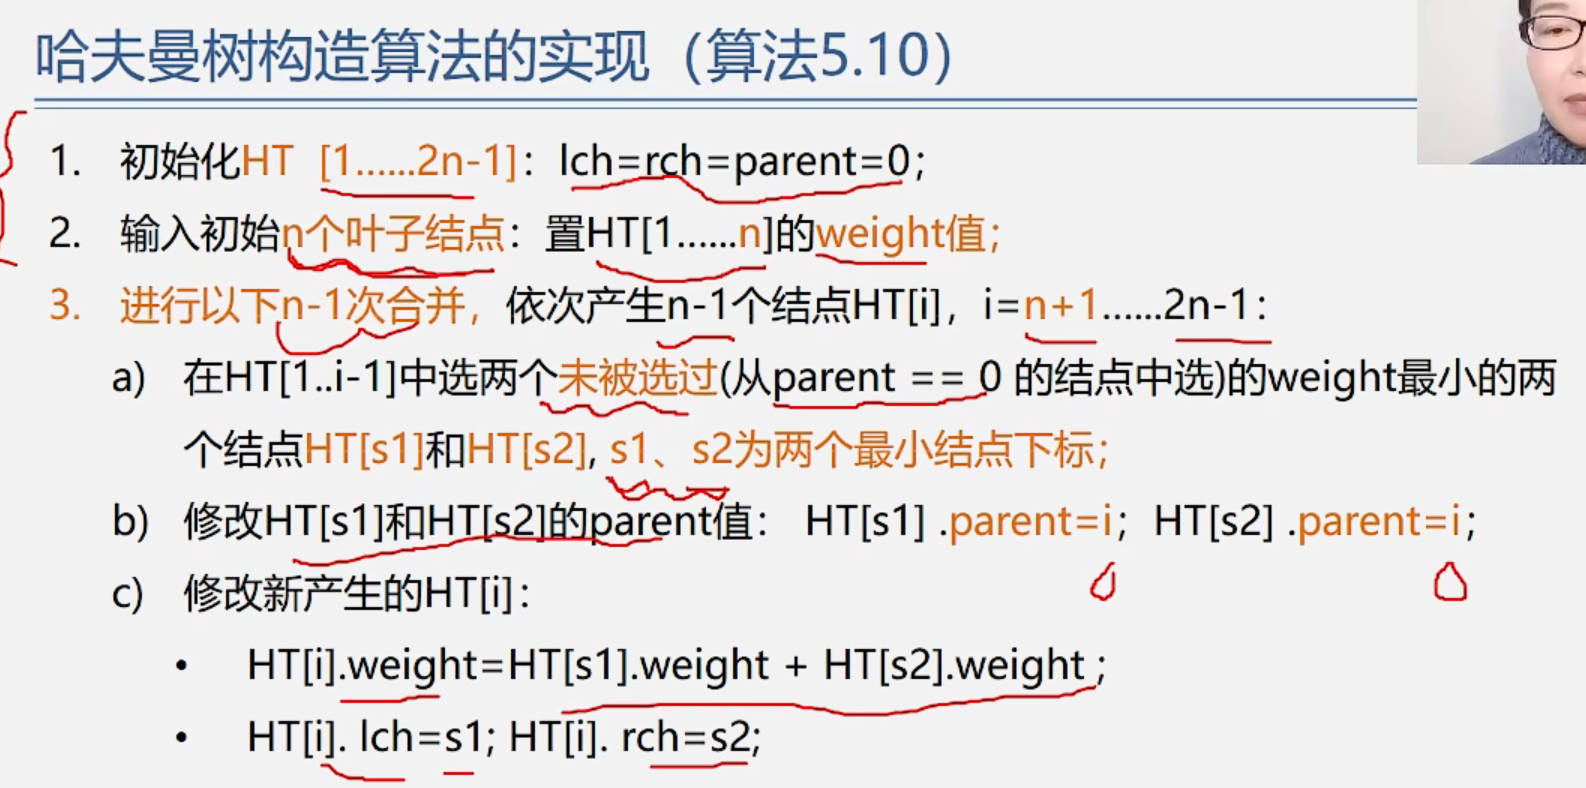 哈夫曼树构造算法的实现（算法5.10）
1. 初始化HT [1......2n-1]：lch=rch=parent=0;
2. 输入初始n个叶子结点：置HT[1......n]的weight值；
3. 进行以下n-1次合并，依次产生n-1个结点HT[i]，i=n+1......2n-1：
a) 在HT[1..i-1]中选两个未被选过(从parent == 0 的结点中选)的weight最小的两
个结点HT[s1]和HT[s2], s1、s2为两个最小结点下标；
b) 修改HT[s1]和HT[s2]的parent值： HT[s1] .parent=i; HT[s2] .parent=i;
c) 修改新产生的HT[i]：
• HT[i].weight=HT[s1].weight + HT[s2].weight ;
• HT[i]. lch=s1; HT[i]. rch=s2;